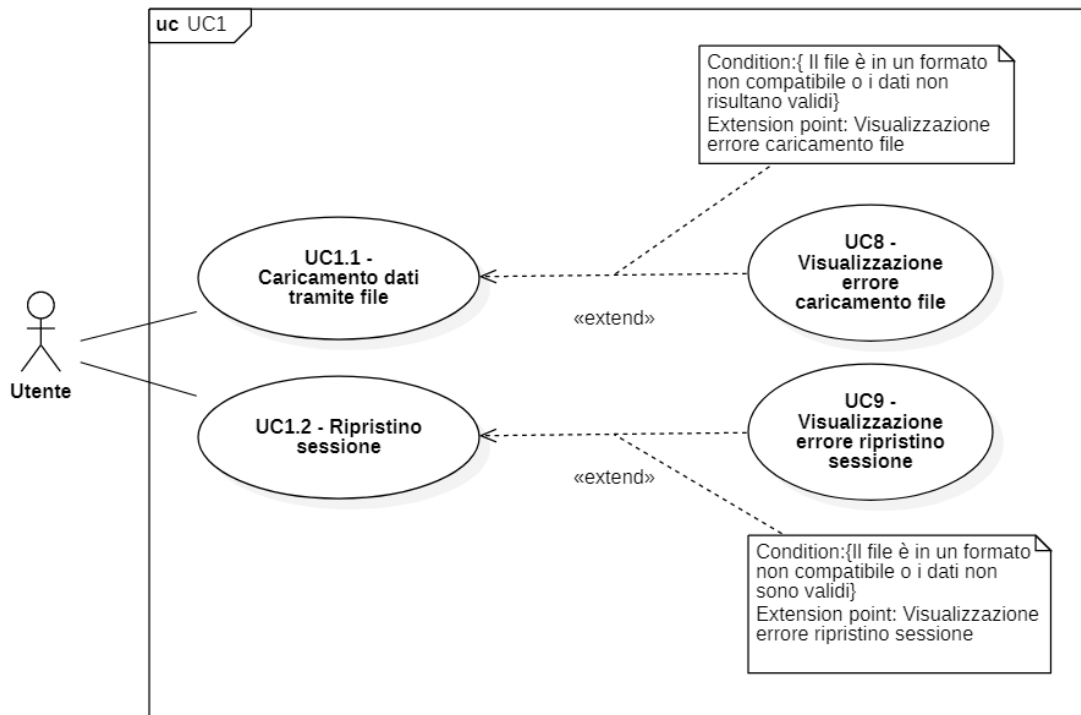 uc UC1
Condition:{ Il file è in un formato
non compatibile o i dati non
risultano validi}
Extension point: Visualizzazione
errore caricamento file
UC1.1 -
Caricamento dati
tramite file
UC8 -
Visualizzazione
errore
caricamento file
«extend»
Utente
UC1.2 - Ripristino
sessione
UC9 -
Visualizzazione
errore ripristino
sessione
«extend»
Condition:{Il file è in un formato
non compatibile o i dati non
sono validi}
Extension point: Visualizzazione
errore ripristino sessione